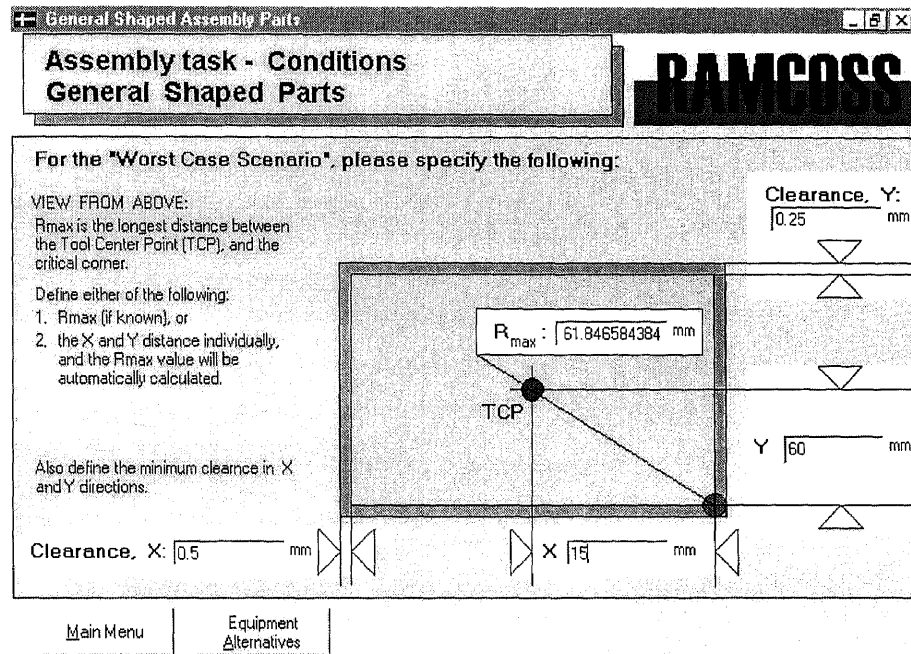 General Shaped Assembly Parts
Assembly task - Conditions
General Shaped Parts
RAMCOSS
For the "Worst Case Scenario", please specify the following:
VIEW FROM ABOVE:
Rmax is the longest distance between
the Tool Center Point (TCP), and the
critical corner.
Define either of the following:
1. Rmax (if known), or
2. the X and Y distance individually,
and the Rmax value will be
automatically calculated.
Also define the minimum clearnce in X
and Y directions.
Clearance, Y:
0.25 mm
Rmax : 61.846584384 mm
TCP
Y 60 mm
Clearance, X: 0.5 mm
X 15 mm
Main Menu
Equipment
Alternatives